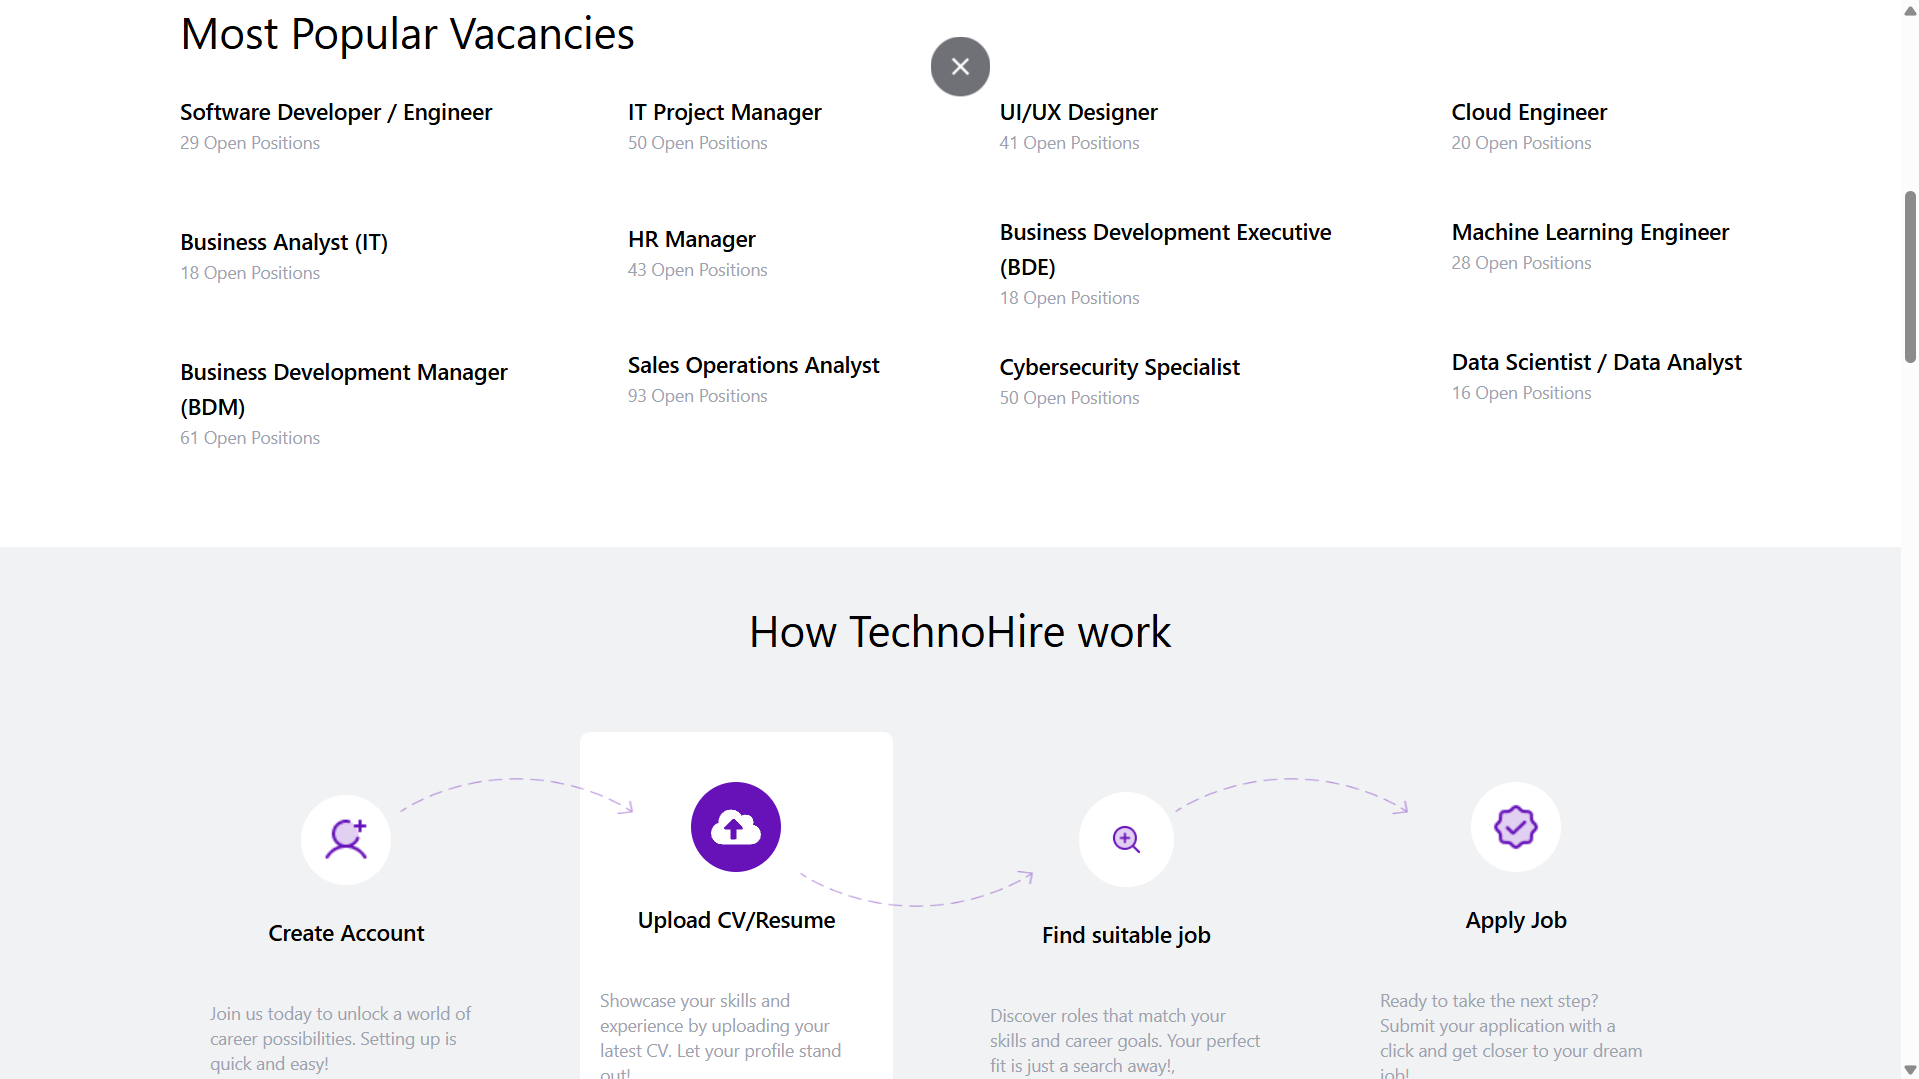 Most Popular Vacancies
Software Developer / Engineer
29 Open Positions
IT Project Manager
50 Open Positions
UI/UX Designer
41 Open Positions
Cloud Engineer
20 Open Positions
Business Analyst (IT)
18 Open Positions
HR Manager
43 Open Positions
Business Development Executive
(BDE)
18 Open Positions
Machine Learning Engineer
28 Open Positions
Business Development Manager
(BDM)
61 Open Positions
Sales Operations Analyst
93 Open Positions
Cybersecurity Specialist
50 Open Positions
Data Scientist / Data Analyst
16 Open Positions
How TechnoHire work
Create Account
Join us today to unlock a world of
career possibilities. Setting up is
quick and easy!
Upload CV/Resume
Showcase your skills and
experience by uploading your
latest CV. Let your profile stand
out!
Find suitable job
Discover roles that match your
skills and career goals. Your perfect
fit is just a search away!,
Apply Job
Ready to take the next step?
Submit your application with a
click and get closer to your dream
job!